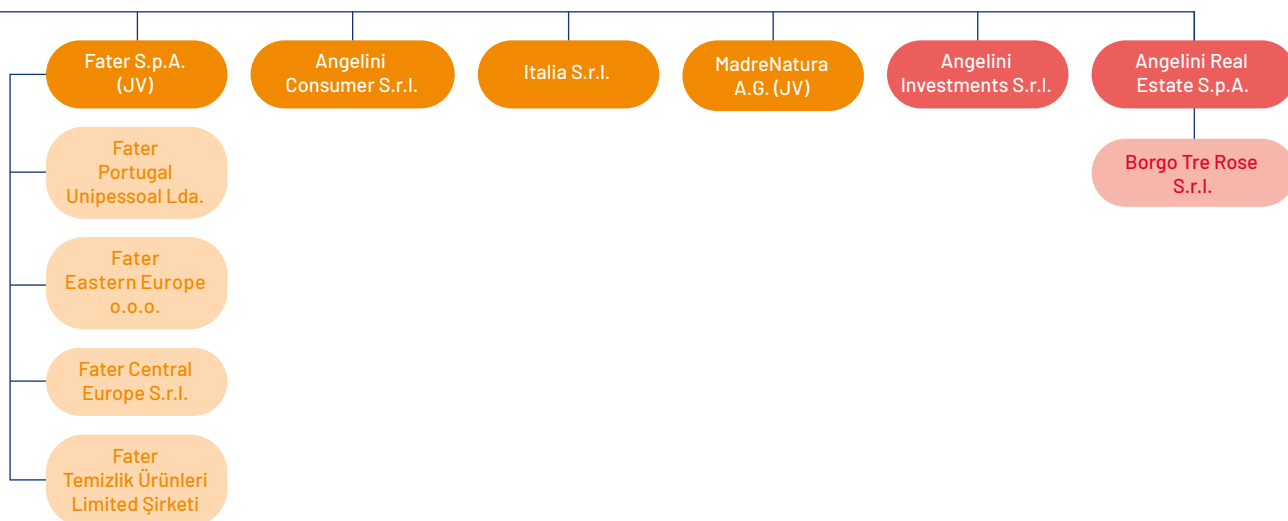 Fater S.p.A.
(JV)
Angelini
Consumer S.r.l.
Italia S.r.l.
MadreNatura
A.G. (JV)
Angelini
Investments S.r.l.
Angelini Real
Estate S.p.A.
Fater
Portugal
Unipessoal Lda.
Borgo Tre Rose
S.r.l.
Fater
Eastern Europe
o.o.o.
Fater Central
Europe S.r.l.
Fater
Temizlik Ürünleri
Limited Şirketi